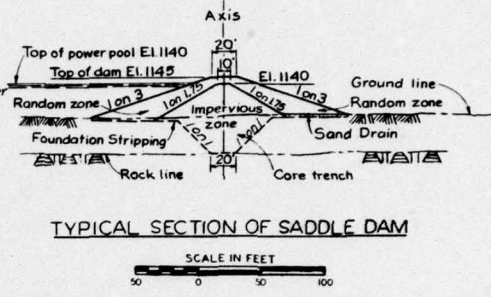 Axis
20'
10'
Top of power pool El. 1140
Top of dam El. 1145
El. 1140
Ground line
Random zone
1 on 3
1 on 1.75
Impervious zone
1 on 1.75
1 on 3
Random zone
Foundation Stripping
1 on 1
1 on 1
Sand Drain
Rock line
20'
Core trench
TYPICAL SECTION OF SADDLE DAM
SCALE IN FEET
50 0 50 100